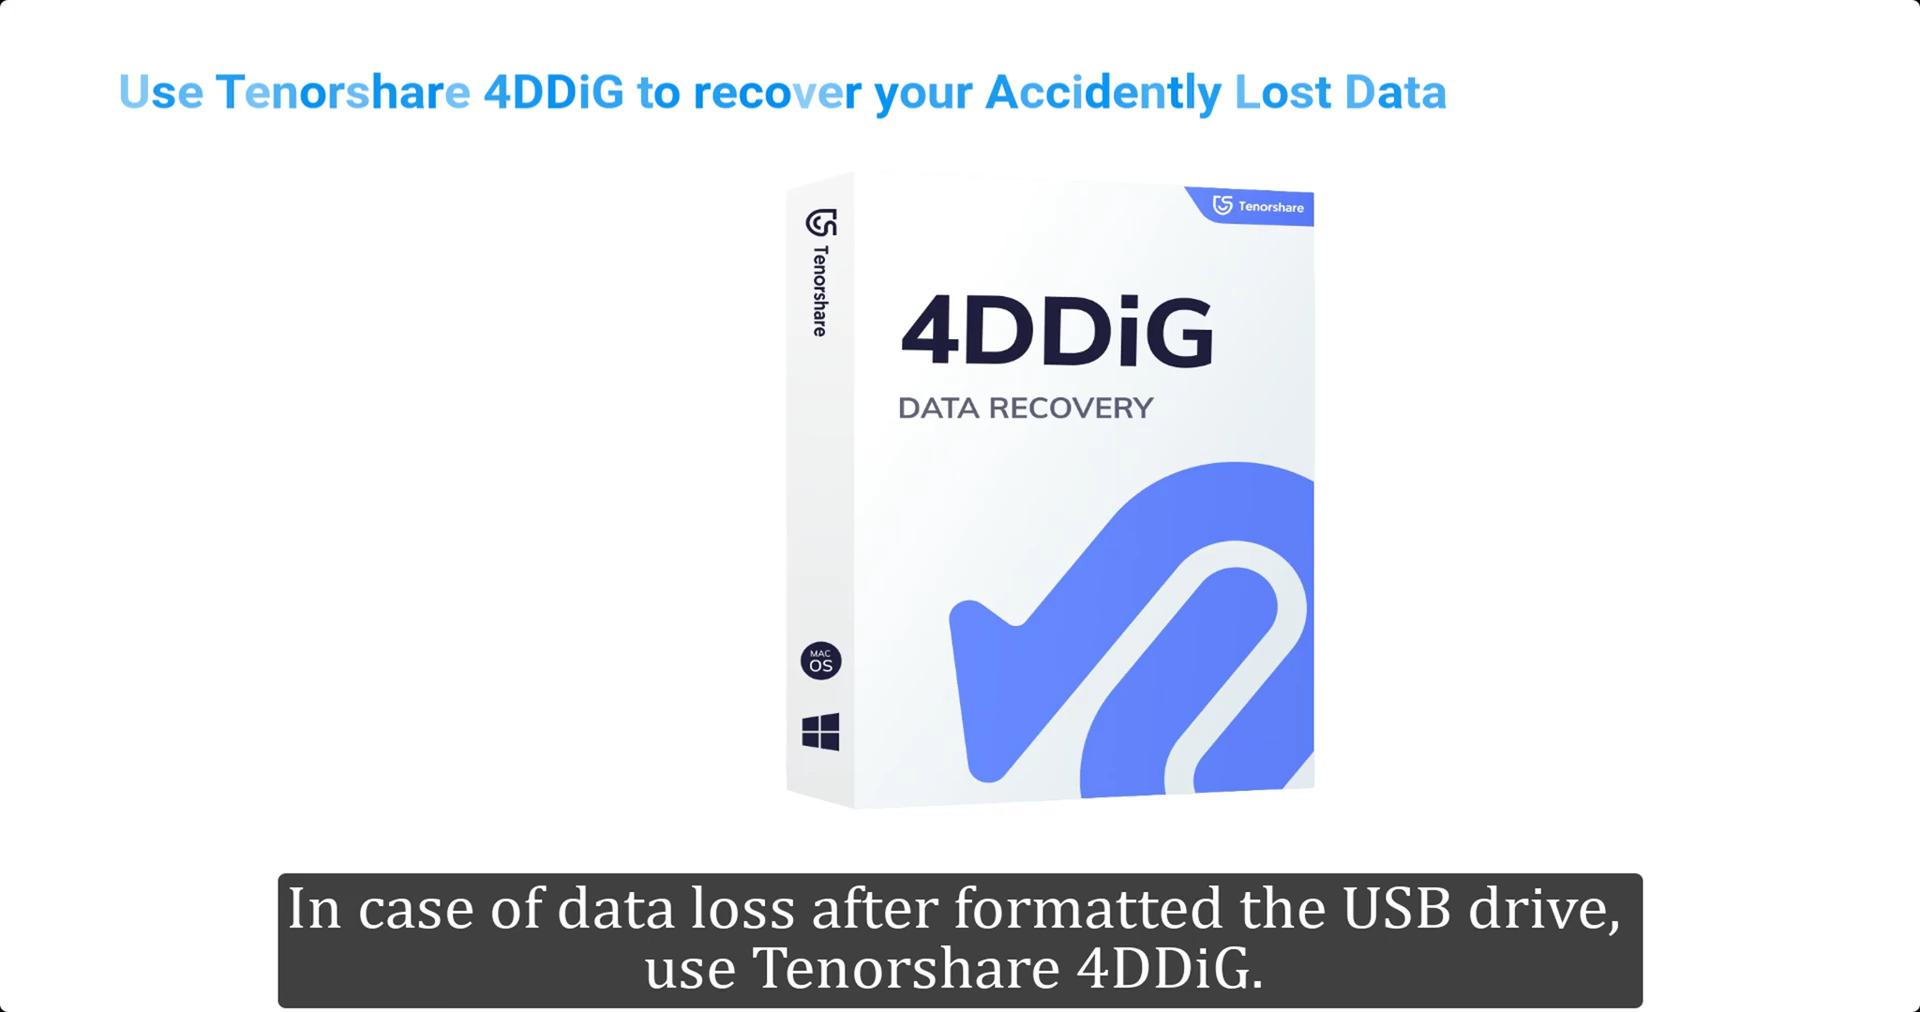 Use Tenorshare 4DDiG to recover your Accidently Lost Data
Tenorshare
Tenorshare
4DDiG
DATA RECOVERY
MAC
OS
In case of data loss after formatted the USB drive,
use Tenorshare 4DDiG.